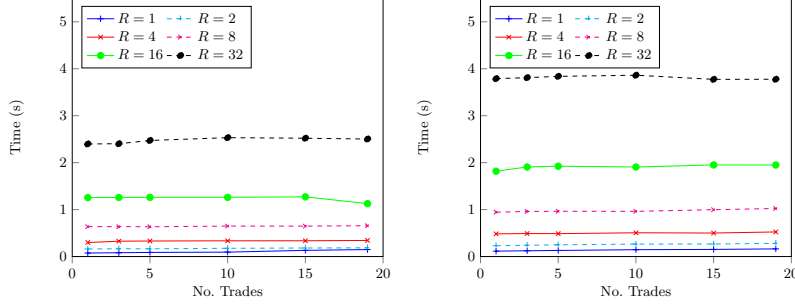 R = 1 R = 2
R = 4 R = 8
R = 16 R = 32
5
4
3
2
1
0
0 5 10 15 20
No. Trades
Time (s)
R = 1 R = 2
R = 4 R = 8
R = 16 R = 32
5
4
3
2
1
0
0 5 10 15 20
No. Trades
Time (s)